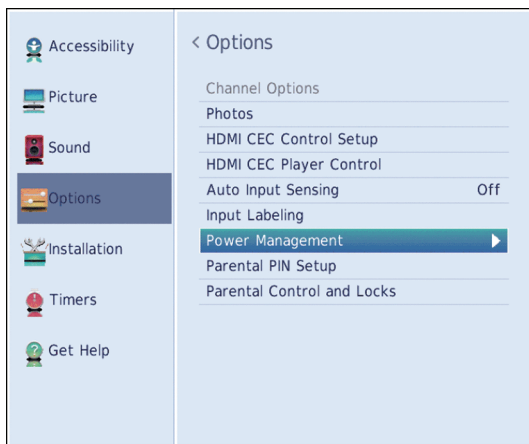 Accessibility
Picture
Sound
Options
Installation
Timers
Get Help
< Options
Channel Options
Photos
HDMI CEC Control Setup
HDMI CEC Player Control
Auto Input Sensing Off
Input Labeling
Power Management
Parental PIN Setup
Parental Control and Locks